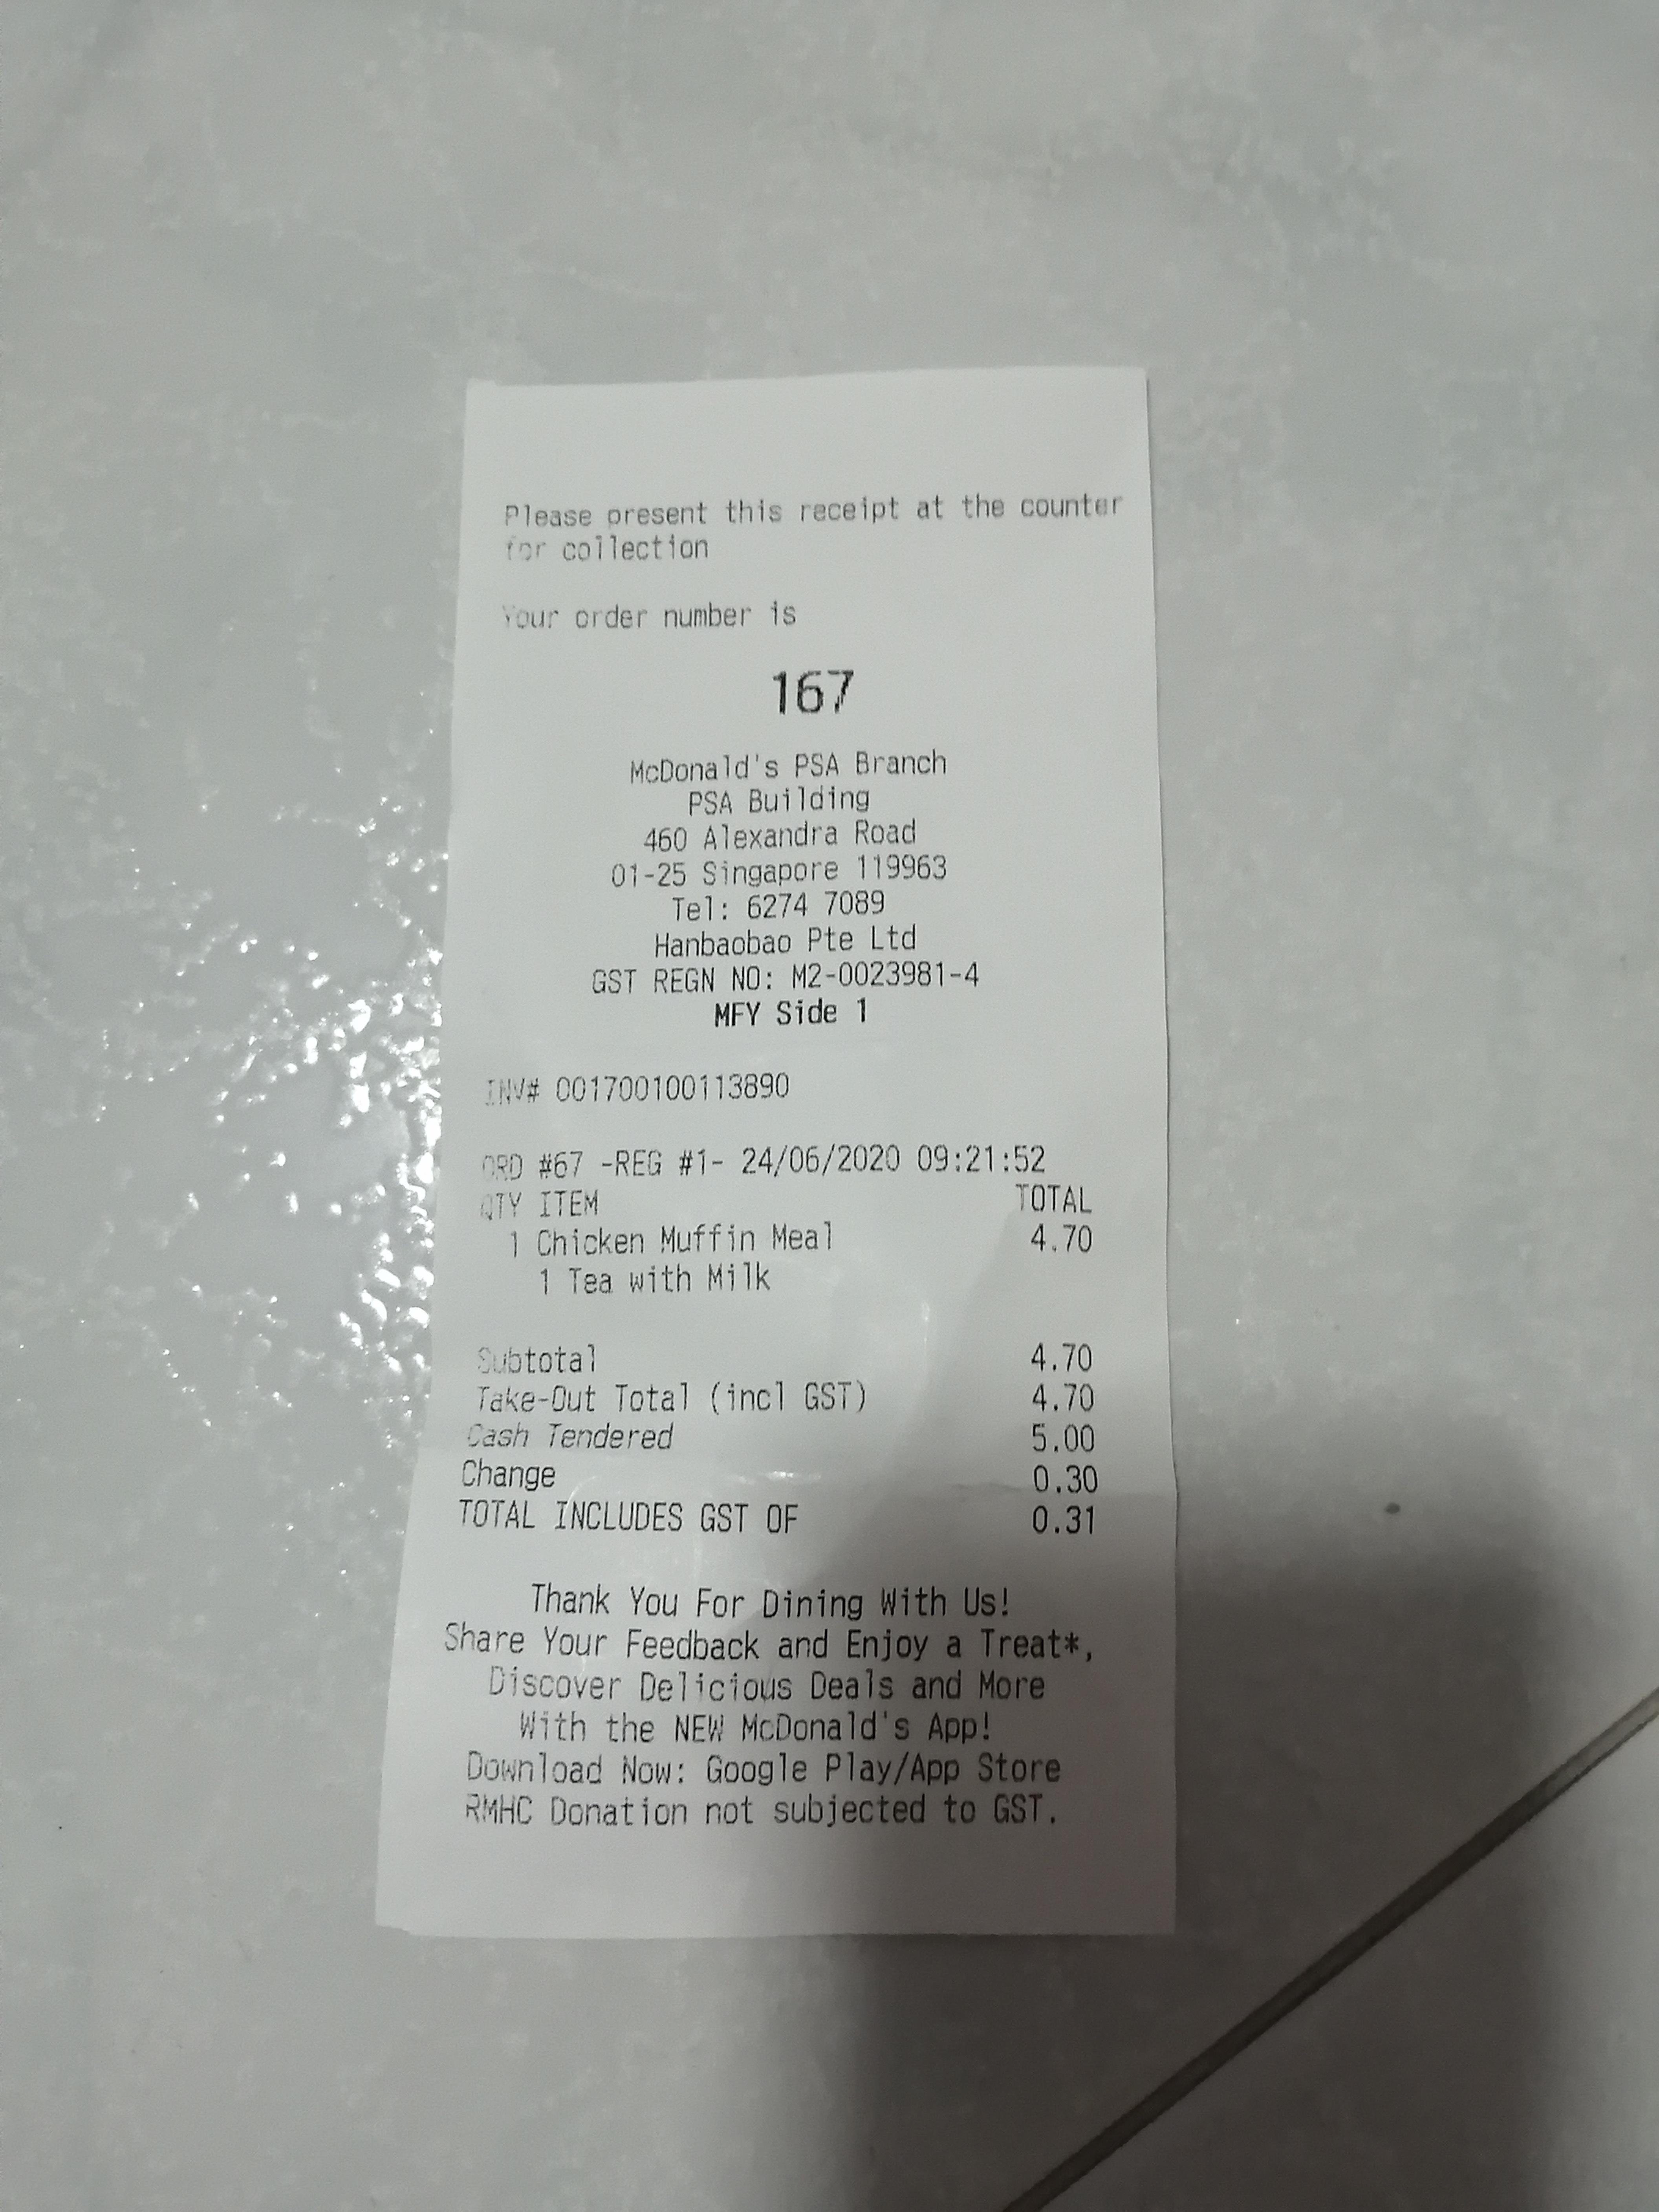 Please present this receipt at the counter
for collection
Your order number is
167
McDonald's PSA Branch
PSA Building
460 Alexandra Road
01-25 Singapore 119963
Tel: 6274 7089
Hanbaobao Pte Ltd
GST REGN NO: M2-0023981-4
MFY Side 1
INV# 001700100113890
ORD #67 -REG #1- 24/06/2020 09:21:52
QTY ITEM TOTAL
1 Chicken Muffin Meal 4.70
1 Tea with Milk
Subtotal 4.70
Take-Out Total (incl GST) 4.70
Cash Tendered 5.00
Change 0.30
TOTAL INCLUDES GST OF 0.31
Thank You For Dining With Us!
Share Your Feedback and Enjoy a Treat*,
Discover Delicious Deals and More
With the NEW McDonald's App!
Download Now: Google Play/App Store
RMHC Donation not subjected to GST.